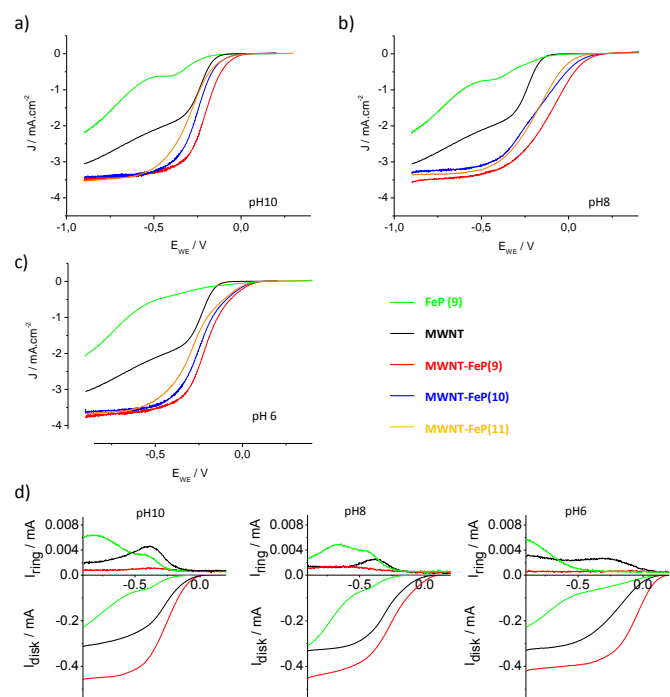 a)
b)
0
-1
-2
-3
-4
J / mA.cm⁻²
-1,0
-0,5
0,0
E_WE / V
pH10
0
-1
-2
-3
-4
J / mA.cm⁻²
-1,0
-0,5
0,0
E_WE / V
pH8
c)
0
-1
-2
-3
-4
J / mA.cm⁻²
-0,5
0,0
E_WE / V
pH 6
FeP (9)
MWNT
MWNT-FeP(9)
MWNT-FeP(10)
MWNT-FeP(11)
d)
pH10
pH8
pH6
0.008
0.004
0.0
-0.2
-0.4
I_ring / mA
I_disk / mA
-0.5
0.0
0.008
0.004
0.0
-0.2
-0.4
I_ring / mA
I_disk / mA
-0.5
0.0
0.008
0.004
0.0
-0.2
-0.4
I_ring / mA
I_disk / mA
-0.5
0.0